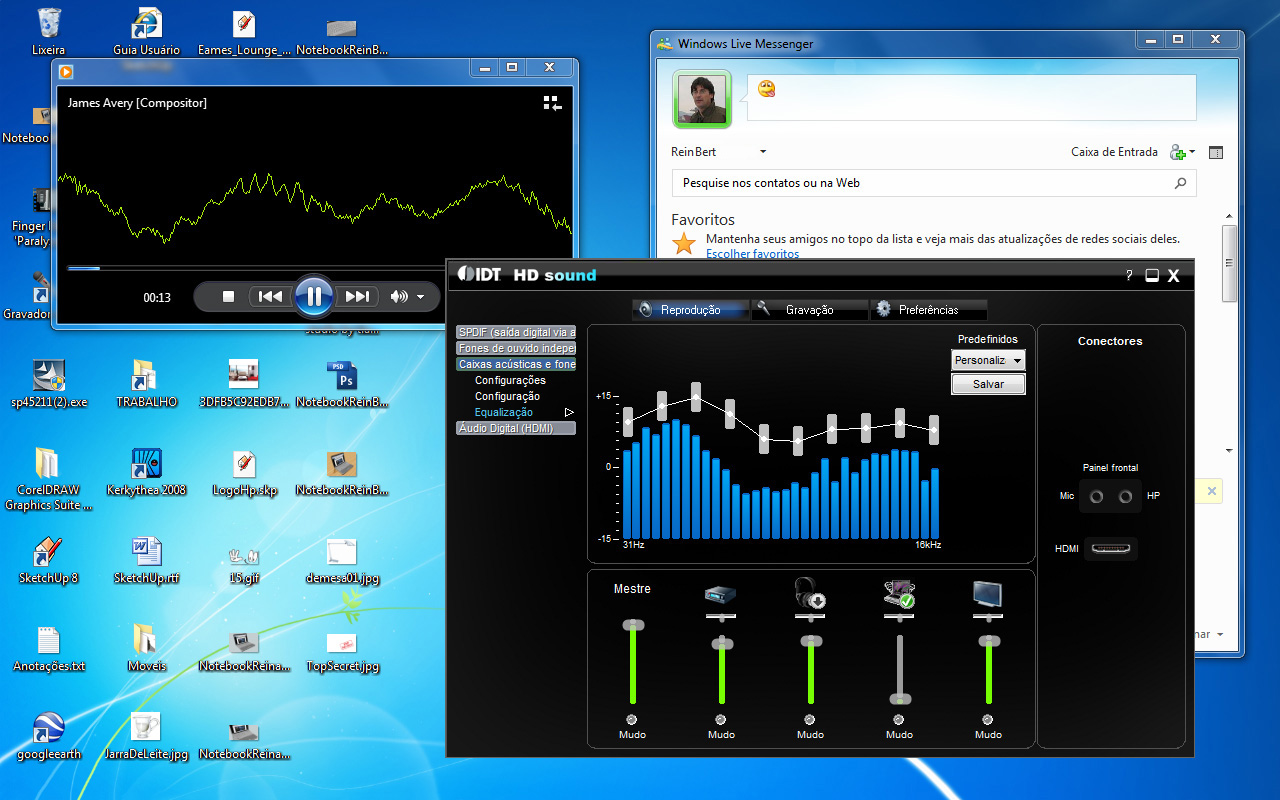 Lixeira
Guia Usuário
Eames_Lounge_...
NotebookReinB...
James Avery [Compositor]
00:13
Notebook
Finger
'Paraly
Gravador
sp45211(2).exe
TRABALHO
3DFB5C92EDB7...
PSD
Ps
NotebookReinB...
CorelDRAW
Graphics Suite ...
Kerkythea 2008
LogoHp.skp
NotebookReinB...
SketchUp 8
SketchUp.rtf
15.gif
demesa01.jpg
Anotações.txt
Moveis
NotebookReina...
TopSecret.jpg
googleearth
JarraDeLeite.jpg
NotebookReina...
Windows Live Messenger
ReinBert
Caixa de Entrada
Pesquise nos contatos ou na Web
Favoritos
Mantenha seus amigos no topo da lista e veja mais das atualizações de redes sociais deles.
Escolher favoritos
IDT HD sound
?
X
Reprodução
Gravação
Preferências
SPDIF (saída digital via a
Fones de ouvido indepe
Caixas acústicas e fone
Configurações
Configuração
Equalização
Áudio Digital (HDMI)
Predefinidos
Personaliz
Salvar
+15
0
-15
31Hz
16kHz
Conectores
Painel frontal
Mic
HP
HDMI
Mestre
Mudo
Mudo
Mudo
Mudo
Mudo
nar